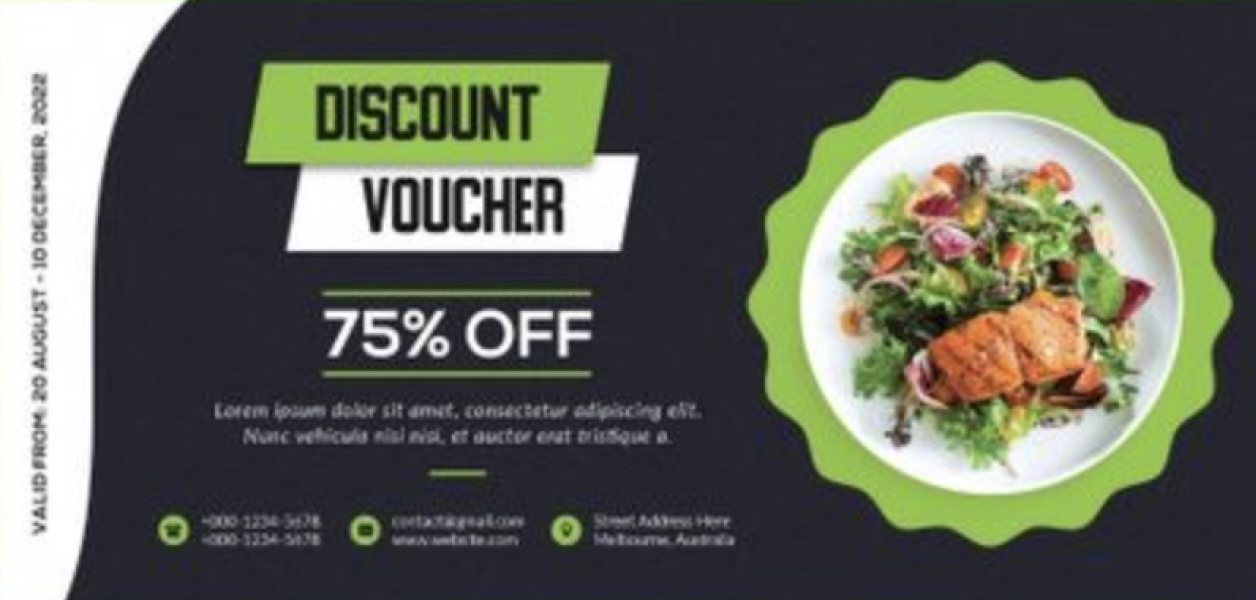 VALID FROM: 20 AUGUST - 10 DECEMBER, 2022
DISCOUNT
VOUCHER
75% OFF
Lorem ipsum dolor sit amet, consectetur adipiscing elit.
Nunc vehicula nisi nisi, et auctor erat tristique a.
+000-1234-5678
+000-1234-5678
contact@gmail.com
www.website.com
Street Address Here
Melbourne, Australia